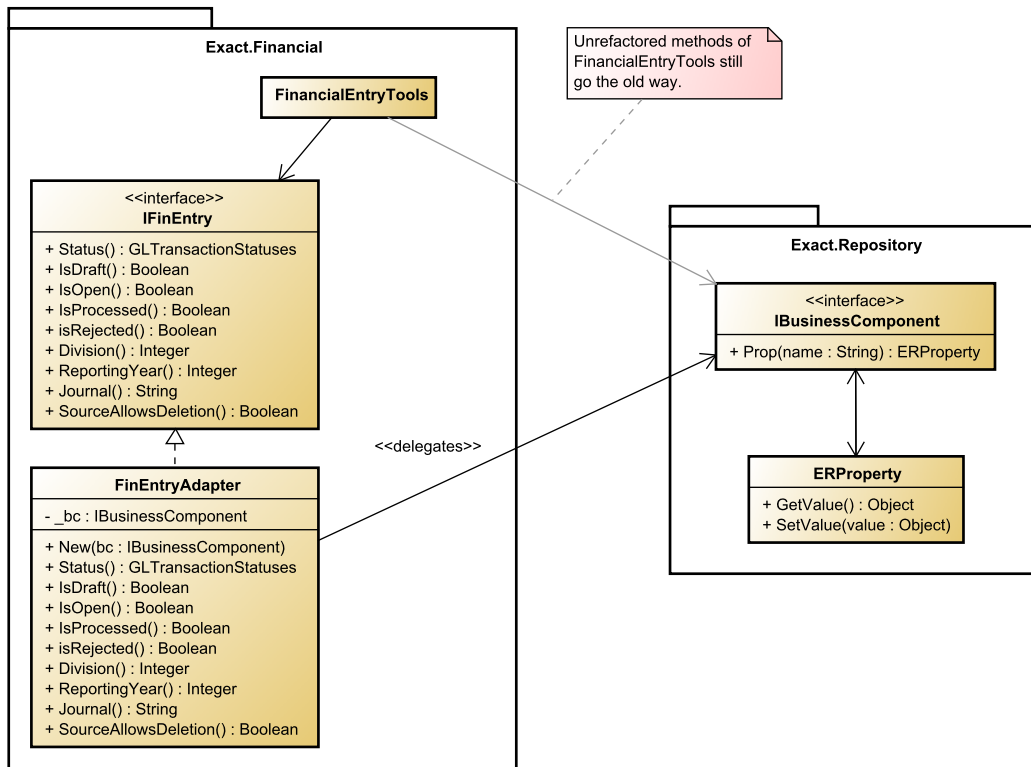 Exact.Financial
FinancialEntryTools
Unrefactored methods of
FinancialEntryTools still
go the old way.
<<interface>>
IFinEntry
+ Status() : GLTransactionStatuses
+ IsDraft() : Boolean
+ IsOpen() : Boolean
+ IsProcessed() : Boolean
+ isRejected() : Boolean
+ Division() : Integer
+ ReportingYear() : Integer
+ Journal() : String
+ SourceAllowsDeletion() : Boolean
<<delegates>>
FinEntryAdapter
- _bc : IBusinessComponent
+ New(bc : IBusinessComponent)
+ Status() : GLTransactionStatuses
+ IsDraft() : Boolean
+ IsOpen() : Boolean
+ IsProcessed() : Boolean
+ isRejected() : Boolean
+ Division() : Integer
+ ReportingYear() : Integer
+ Journal() : String
+ SourceAllowsDeletion() : Boolean
Exact.Repository
<<interface>>
IBusinessComponent
+ Prop(name : String) : ERProperty
ERProperty
+ GetValue() : Object
+ SetValue(value : Object)